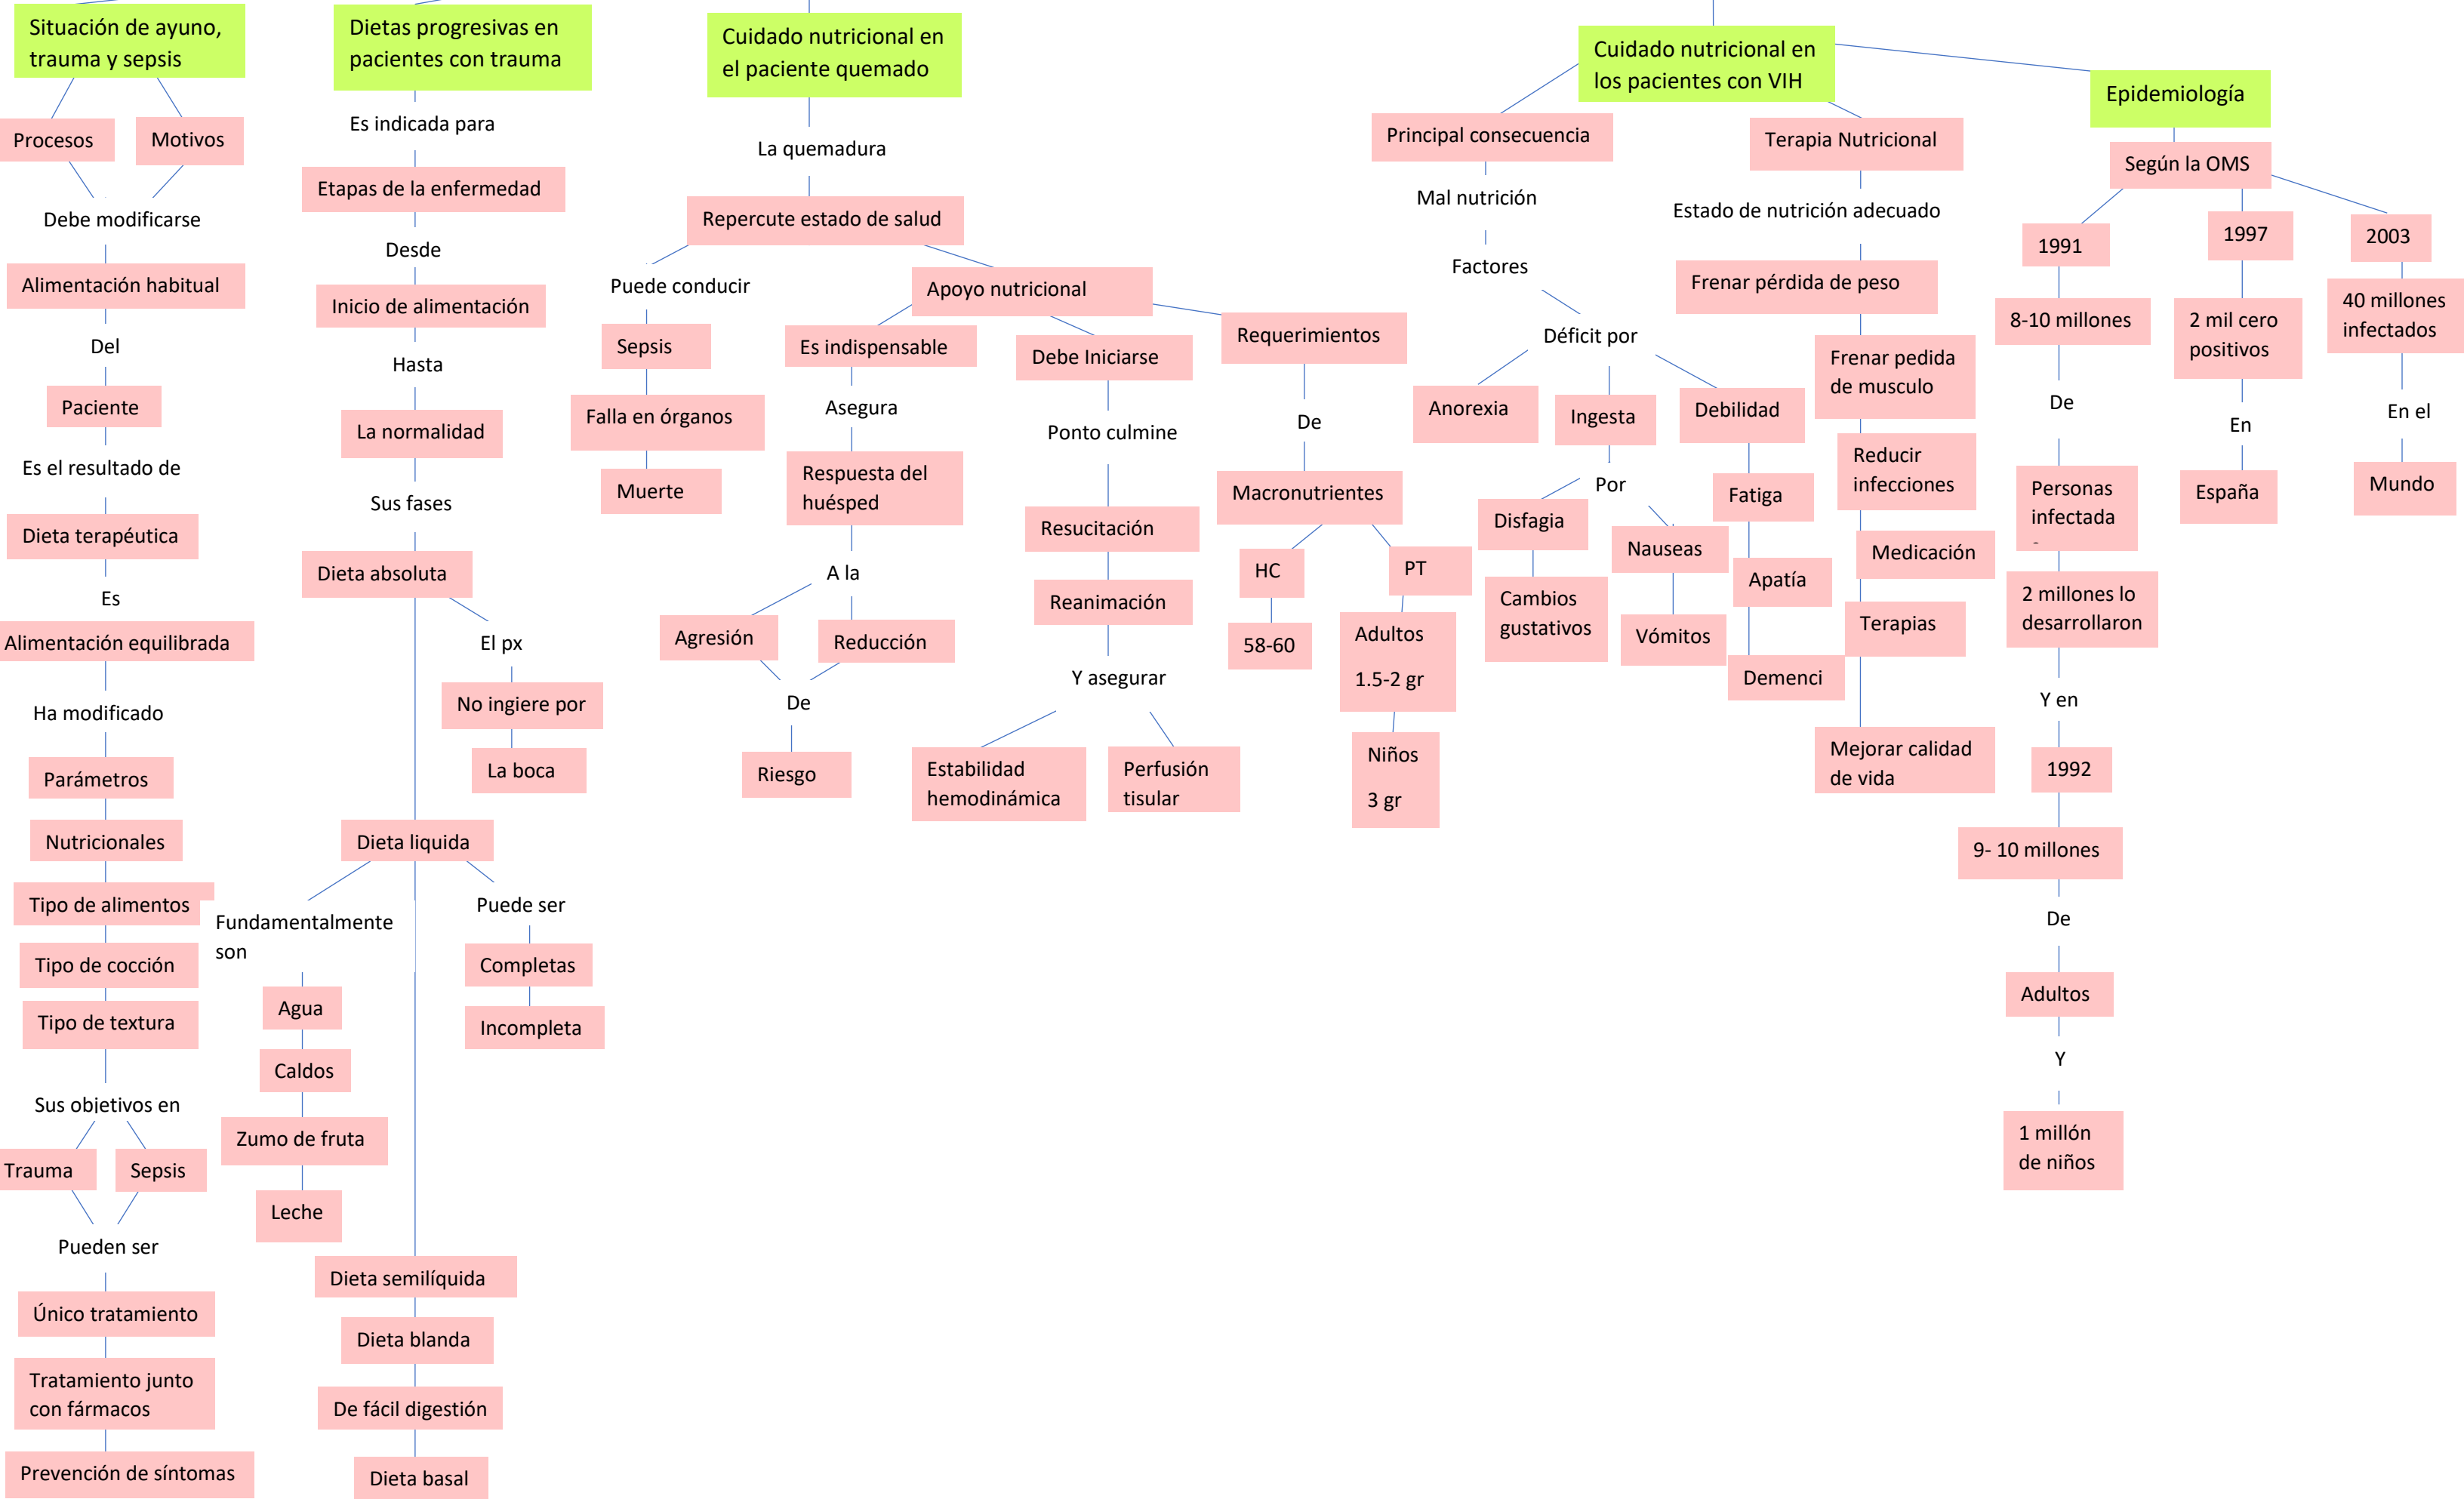 Situación de ayuno,
trauma y sepsis
Procesos
Motivos
Debe modificarse
Alimentación habitual
Del
Paciente
Es el resultado de
Dieta terapéutica
Es
Alimentación equilibrada
Ha modificado
Parámetros
Nutricionales
Tipo de alimentos
Tipo de cocción
Tipo de textura
Sus objetivos en
Trauma
Sepsis
Pueden ser
Único tratamiento
Tratamiento junto
con fármacos
Prevención de síntomas
Dietas progresivas en
pacientes con trauma
Es indicada para
Etapas de la enfermedad
Desde
Inicio de alimentación
Hasta
La normalidad
Sus fases
Dieta absoluta
El px
No ingiere por
La boca
Dieta liquida
Fundamentalmente
son
Agua
Caldos
Zumo de fruta
Leche
Puede ser
Completas
Incompleta
Dieta semilíquida
Dieta blanda
De fácil digestión
Dieta basal
Cuidado nutricional en
el paciente quemado
La quemadura
Repercute estado de salud
Puede conducir
Sepsis
Falla en órganos
Muerte
Apoyo nutricional
Es indispensable
Asegura
Respuesta del
huésped
A la
Agresión
Reducción
De
Riesgo
Debe Iniciarse
Ponto culmine
Resucitación
Reanimación
Y asegurar
Estabilidad
hemodinámica
Perfusión
tisular
Requerimientos
De
Macronutrientes
HC
58-60
PT
Adultos
1.5-2 gr
Niños
3 gr
Cuidado nutricional en
los pacientes con VIH
Principal consecuencia
Mal nutrición
Factores
Déficit por
Anorexia
Ingesta
Por
Disfagia
Cambios
gustativos
Nauseas
Vómitos
Debilidad
Fatiga
Apatía
Demenci
Terapia Nutricional
Estado de nutrición adecuado
Frenar pérdida de peso
Frenar pedida
de musculo
Reducir
infecciones
Medicación
Terapias
Mejorar calidad
de vida
Epidemiología
Según la OMS
1991
8-10 millones
De
Personas
infectada
2 millones lo
desarrollaron
Y en
1992
9- 10 millones
De
Adultos
Y
1 millón
de niños
1997
2 mil cero
positivos
En
España
2003
40 millones
infectados
En el
Mundo